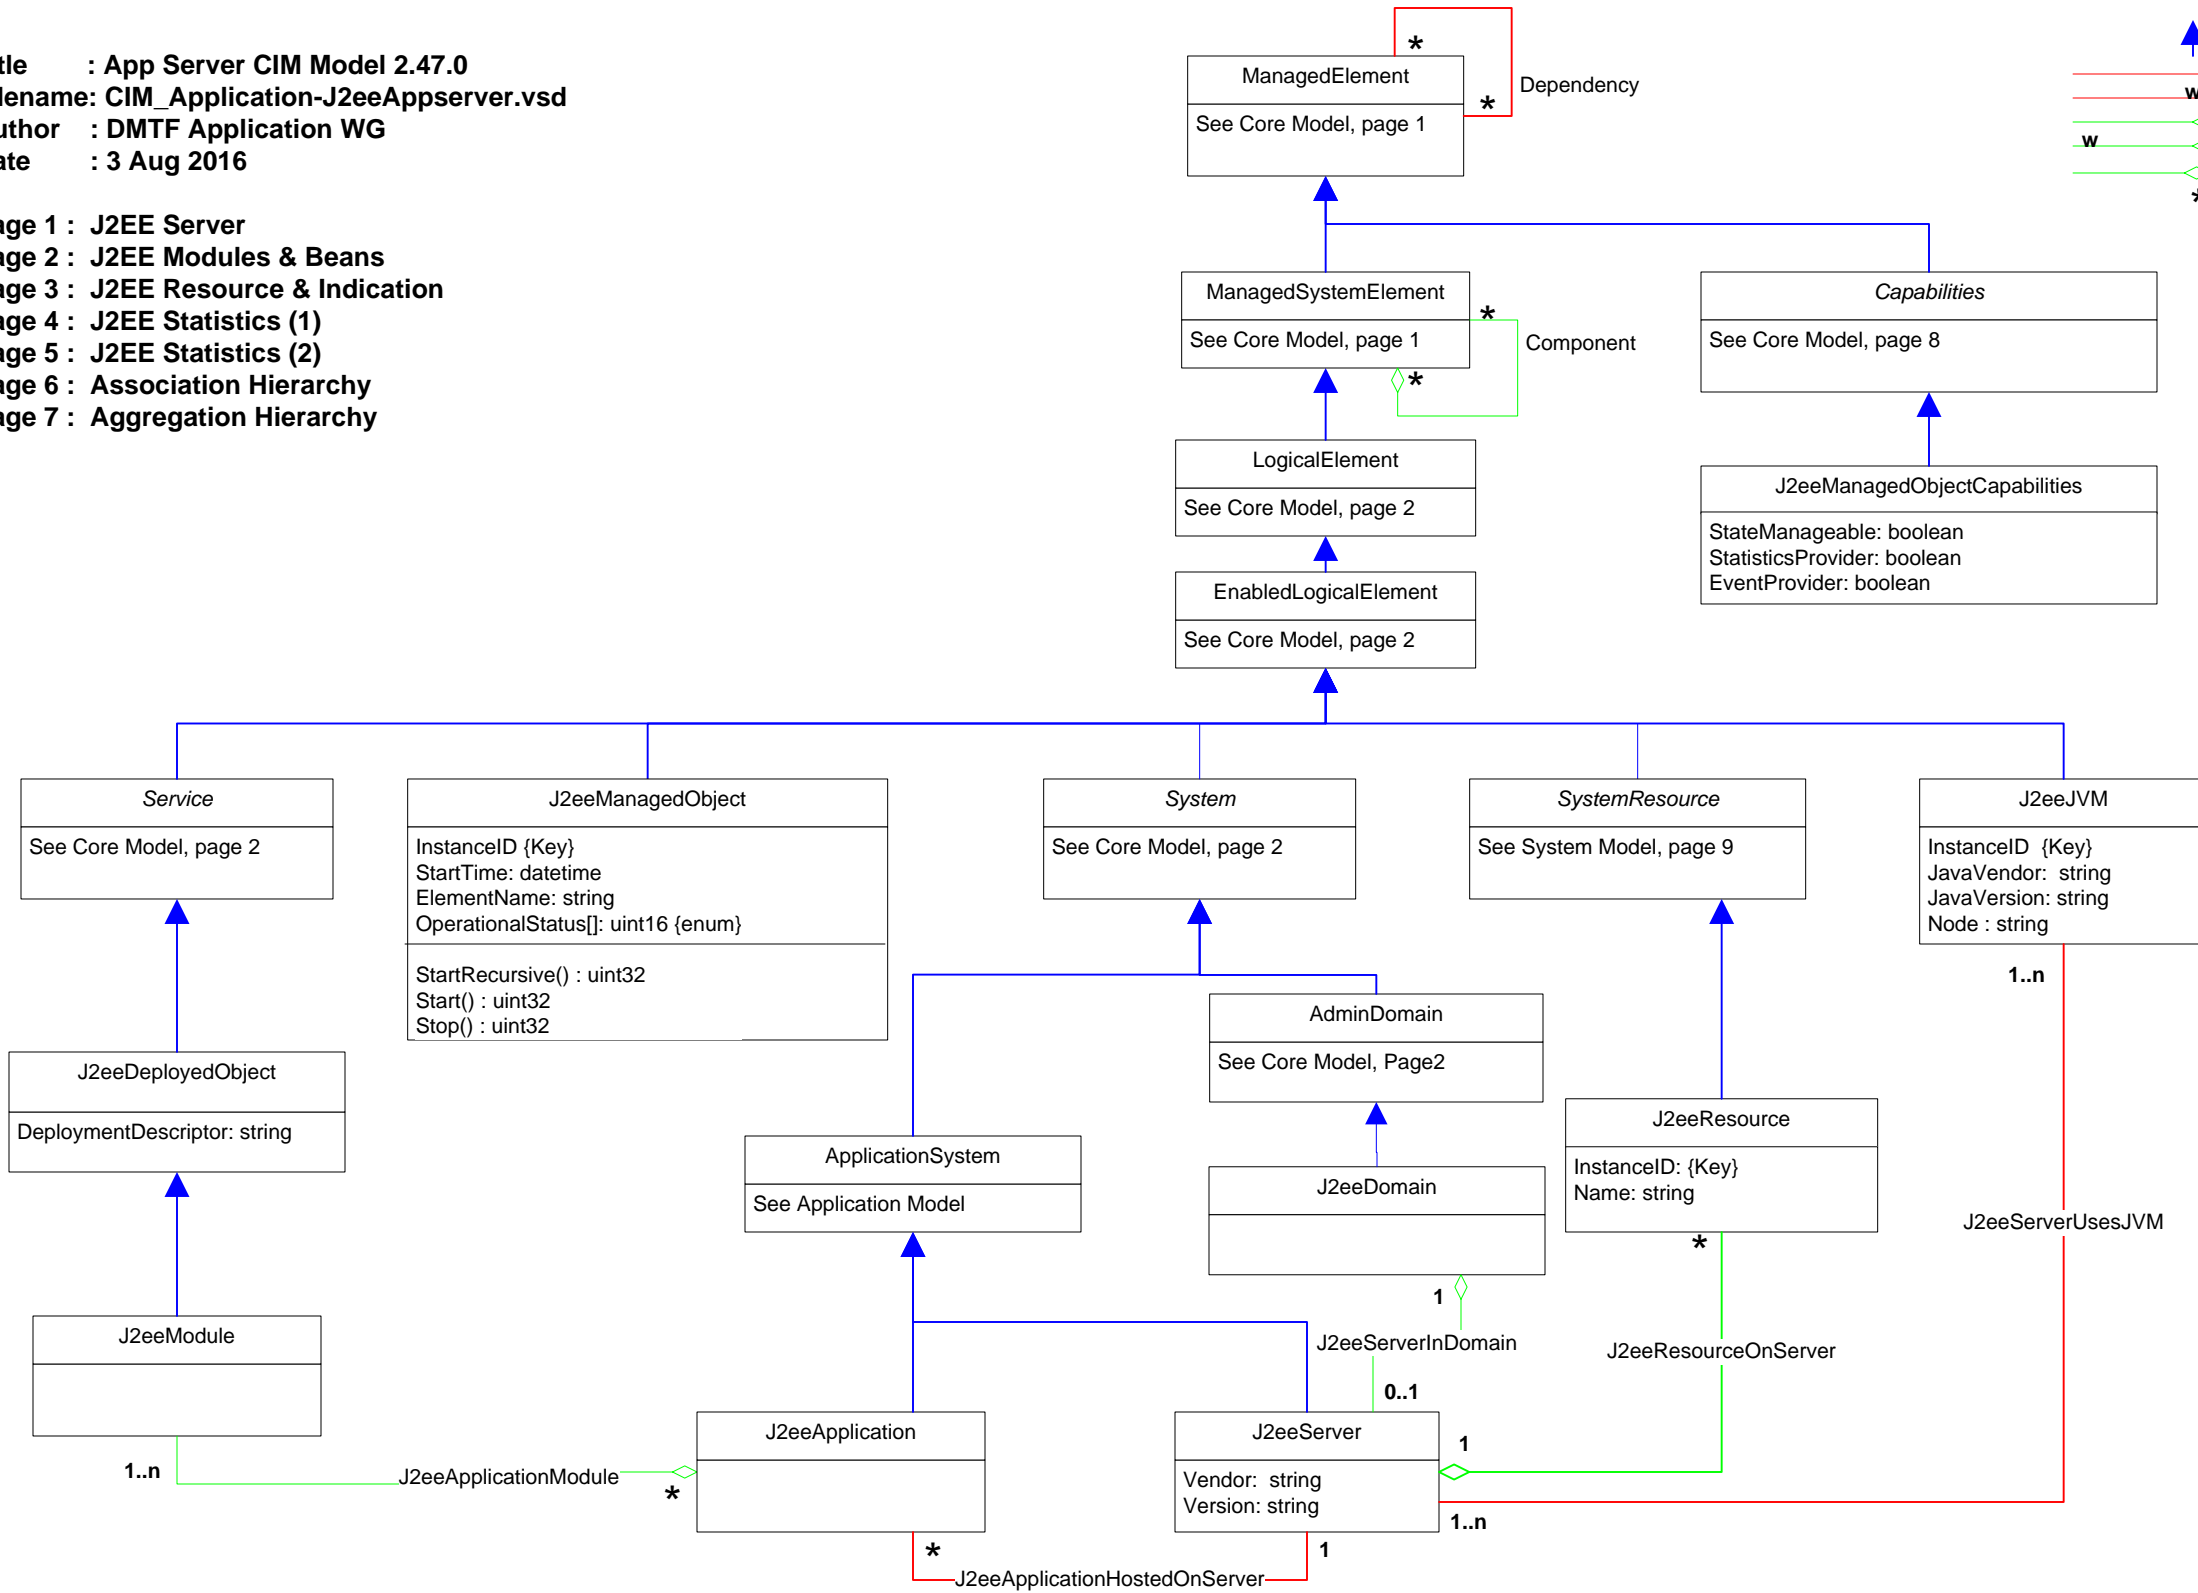 tle : App Server CIM Model 2.47.0
lename: CIM_Application-J2eeAppserver.vsd
uthor : DMTF Application WG
ate : 3 Aug 2016
age 1 : J2EE Server
age 2 : J2EE Modules & Beans
age 3 : J2EE Resource & Indication
age 4 : J2EE Statistics (1)
age 5 : J2EE Statistics (2)
age 6 : Association Hierarchy
age 7 : Aggregation Hierarchy
*
ManagedElement
See Core Model, page 1
*
Dependency
w
w
*
ManagedSystemElement
See Core Model, page 1
*
*
Component
Capabilities
See Core Model, page 8
LogicalElement
See Core Model, page 2
J2eeManagedObjectCapabilities
StateManageable: boolean
StatisticsProvider: boolean
EventProvider: boolean
EnabledLogicalElement
See Core Model, page 2
Service
See Core Model, page 2
J2eeManagedObject
InstanceID {Key}
StartTime: datetime
ElementName: string
OperationalStatus[]: uint16 {enum}
StartRecursive() : uint32
Start() : uint32
Stop() : uint32
System
See Core Model, page 2
SystemResource
See System Model, page 9
J2eeJVM
InstanceID {Key}
JavaVendor: string
JavaVersion: string
Node : string
1..n
AdminDomain
See Core Model, Page2
J2eeDeployedObject
DeploymentDescriptor: string
ApplicationSystem
See Application Model
J2eeDomain
J2eeResource
InstanceID: {Key}
Name: string
*
J2eeServerUsesJVM
1
J2eeServerInDomain
0..1
J2eeResourceOnServer
J2eeModule
1..n
J2eeApplicationModule
*
J2eeApplication
J2eeServer
Vendor: string
Version: string
1
1..n
*
1
J2eeApplicationHostedOnServer